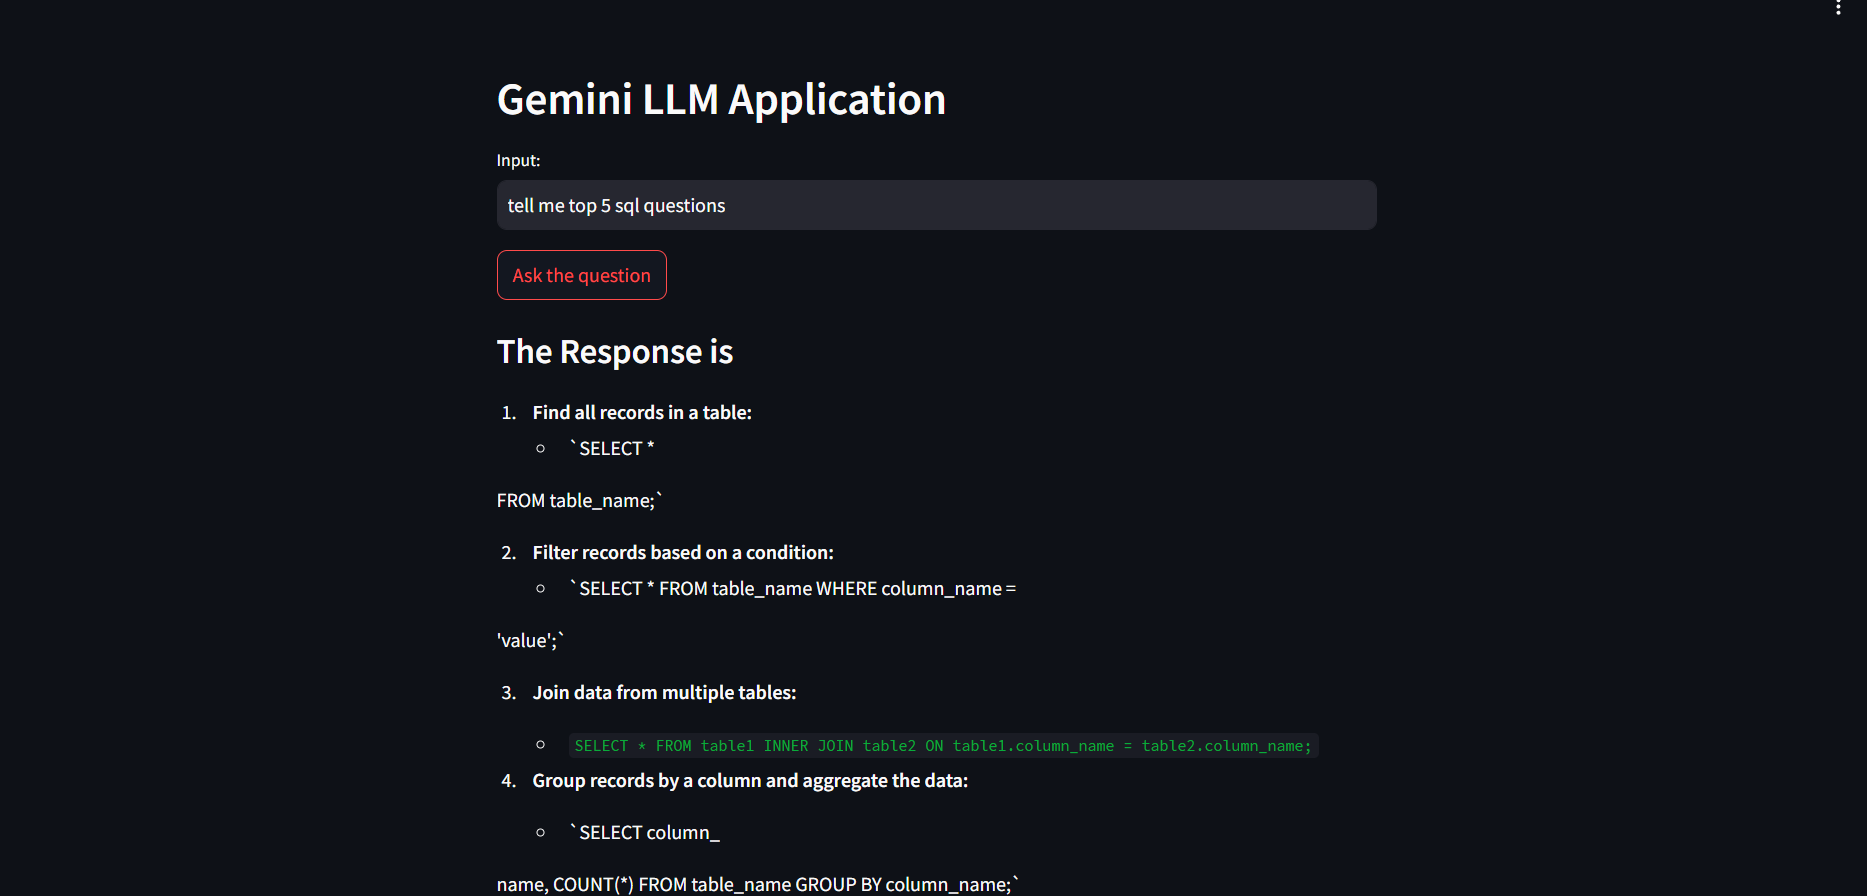 Gemini LLM Application
Input:
tell me top 5 sql questions
Ask the question
The Response is
1. Find all records in a table:
`SELECT *
FROM table_name;`
2. Filter records based on a condition:
`SELECT * FROM table_name WHERE column_name =
'value';`
3. Join data from multiple tables:
SELECT * FROM table1 INNER JOIN table2 ON table1.column_name = table2.column_name;
4. Group records by a column and aggregate the data:
`SELECT column_
name, COUNT(*) FROM table_name GROUP BY column_name;`